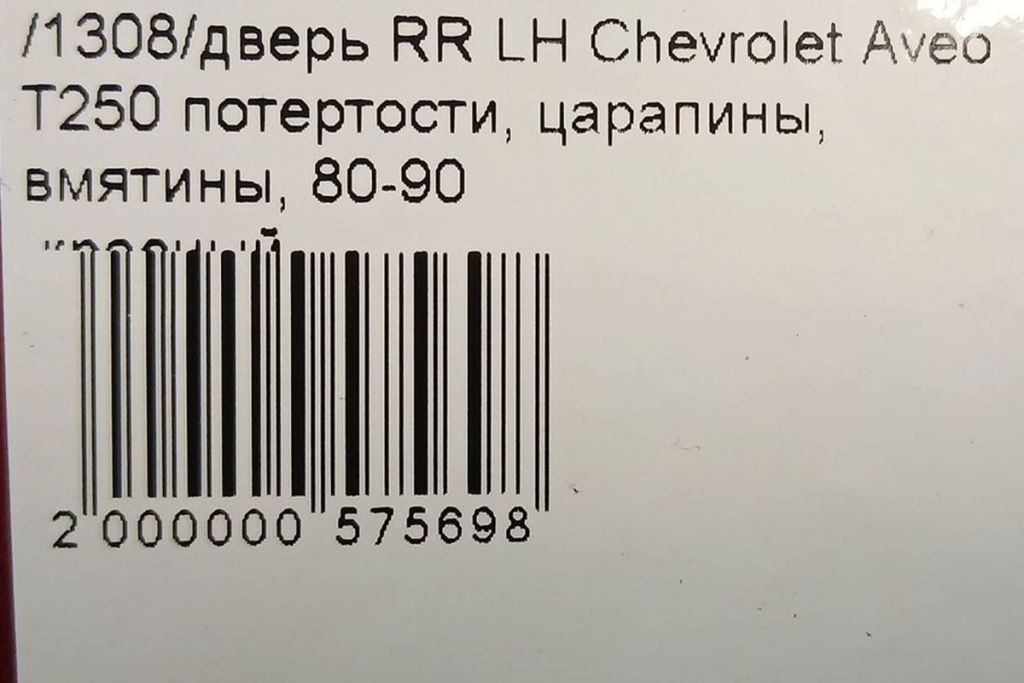 /1308/дверь RR LH Chevrolet Aveo
T250 потертости, царапины,
вмятины, 80-90
2 000000 575698